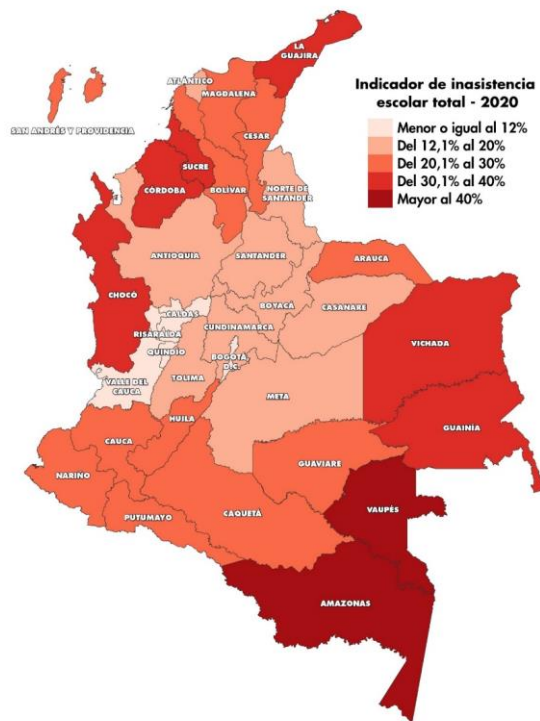 LA
GUAJIRA
ATLÁNTICO
MAGDALENA
SAN ANDRÉS Y PROVIDENCIA
CESAR
Indicador de inasistencia
escolar total - 2020
Menor o igual al 12%
Del 12,1% al 20%
Del 20,1% al 30%
Del 30,1% al 40%
Mayor al 40%
SUCRE
CÓRDOBA
BOLÍVAR
NORTE DE
SANTANDER
ANTIOQUIA
SANTANDER
ARAUCA
CHOCÓ
BOYACÁ
CASANARE
CALDAS
RISARALDA
CUNDINAMARCA
VICHADA
QUINDÍO
BOGOTÁ
D.C.
VALLE DEL
CAUCA
TOLIMA
META
HUILA
GUAINÍA
CAUCA
GUAVIARE
NARIÑO
CAQUETÁ
VAUPÉS
PUTUMAYO
AMAZONAS